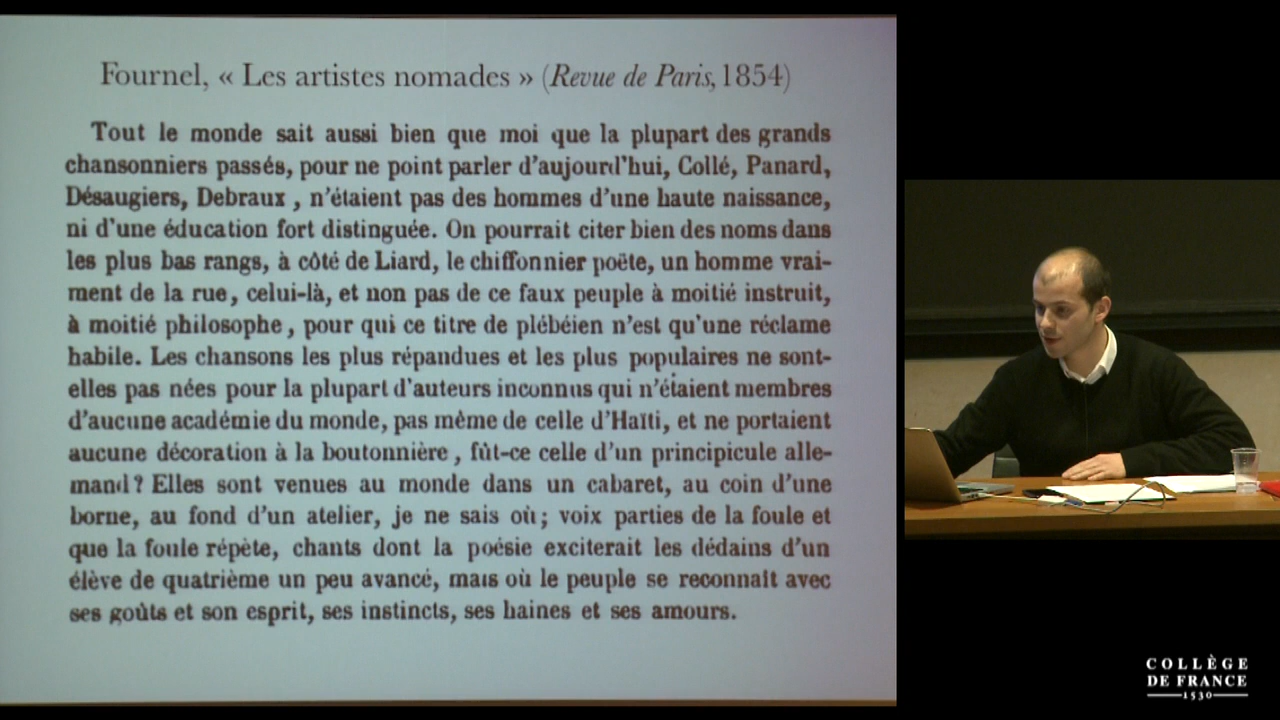 Fournel, « Les artistes nomades » (Revue de Paris, 1854)
Tout le monde sait aussi bien que moi que la plupart des grands
chansonniers passés, pour ne point parler d'aujourd'hui, Collé, Panard,
Désaugiers, Debraux , n'étaient pas des hommes d'une haute naissance,
ni d'une éducation fort distinguée. On pourrait citer bien des noms dans
les plus bas rangs, à côté de Liard, le chiffonnier poëte, un homme vrai-
ment de la rue, celui-là, et non pas de ce faux peuple à moitié instruit,
à moitié philosophe , pour qui ce titre de plébéien n'est qu'une réclame
habile. Les chansons les plus répandues et les plus populaires ne sont-
elles pas nées pour la plupart d'auteurs inconnus qui n'étaient membres
d'aucune académie du monde, pas même de celle d'Haïti, et ne portaient
aucune décoration à la boutonnière , fût-ce celle d'un principicule alle-
mand ? Elles sont venues au monde dans un cabaret, au coin d'une
borne, au fond d'un atelier, je ne sais où ; voix parties de la foule et
que la foule répète, chants dont la poésie exciterait les dédains d'un
élève de quatrième un peu avancé, mais où le peuple se reconnaît avec
ses goûts et son esprit, ses instincts, ses haines et ses amours.
COLLÈGE
DE FRANCE
1530